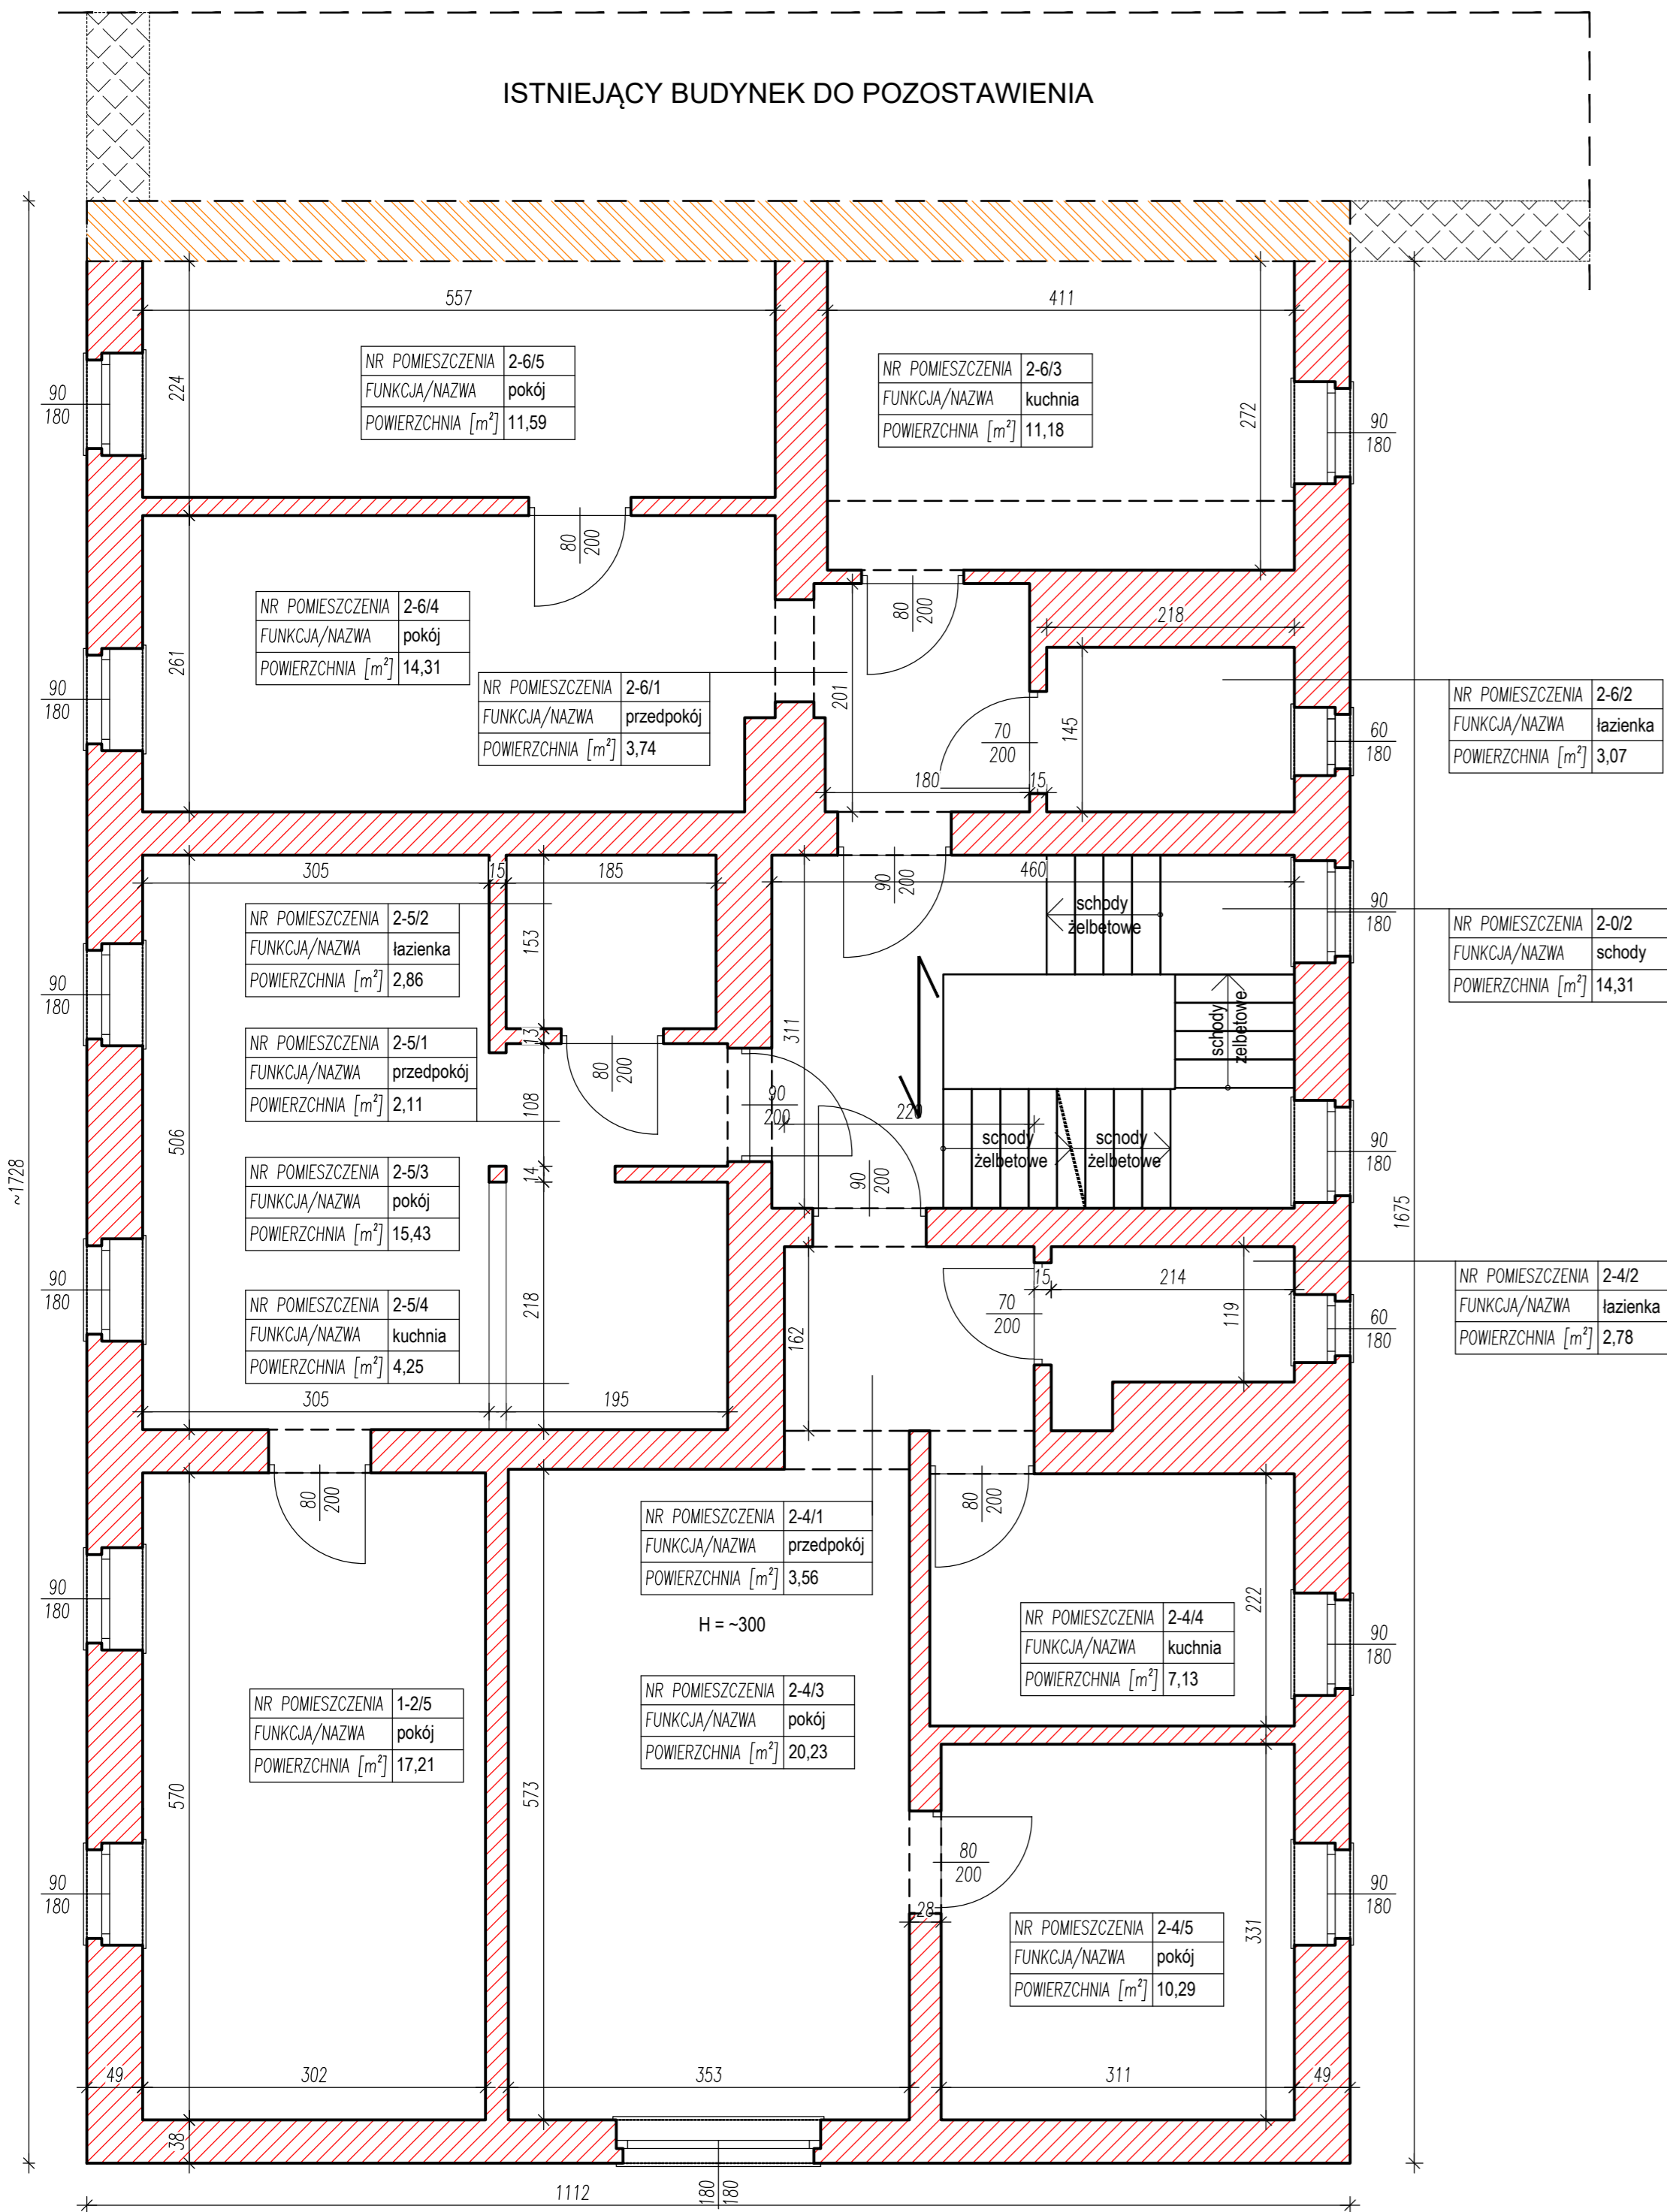 ISTNIEJĄCY BUDYNEK DO POZOSTAWIENIA
557
411
224
272
NR POMIESZCZENIA 2-6/5
FUNKCJA/NAZWA pokój
POWIERZCHNIA [m²] 11,59
NR POMIESZCZENIA 2-6/3
FUNKCJA/NAZWA kuchnia
POWIERZCHNIA [m²] 11,18
90
180
90
180
80
200
80
200
NR POMIESZCZENIA 2-6/4
FUNKCJA/NAZWA pokój
POWIERZCHNIA [m²] 14,31
261
218
NR POMIESZCZENIA 2-6/1
FUNKCJA/NAZWA przedpokój
POWIERZCHNIA [m²] 3,74
201
145
90
180
70
200
60
180
NR POMIESZCZENIA 2-6/2
FUNKCJA/NAZWA łazienka
POWIERZCHNIA [m²] 3,07
180
15
305
15
185
460
90
200
NR POMIESZCZENIA 2-5/2
FUNKCJA/NAZWA łazienka
POWIERZCHNIA [m²] 2,86
153
schody
żelbetowe
90
180
NR POMIESZCZENIA 2-0/2
FUNKCJA/NAZWA schody
POWIERZCHNIA [m²] 14,31
90
180
311
schody
żelbetowe
13
NR POMIESZCZENIA 2-5/1
FUNKCJA/NAZWA przedpokój
POWIERZCHNIA [m²] 2,11
80
200
108
90
200
220
506
schody
żelbetowe
schody
żelbetowe
90
180
~1728
NR POMIESZCZENIA 2-5/3
FUNKCJA/NAZWA pokój
POWIERZCHNIA [m²] 15,43
14
90
200
1675
90
180
NR POMIESZCZENIA 2-5/4
FUNKCJA/NAZWA kuchnia
POWIERZCHNIA [m²] 4,25
218
162
15
214
70
200
119
60
180
NR POMIESZCZENIA 2-4/2
FUNKCJA/NAZWA łazienka
POWIERZCHNIA [m²] 2,78
305
195
80
200
80
200
NR POMIESZCZENIA 2-4/1
FUNKCJA/NAZWA przedpokój
POWIERZCHNIA [m²] 3,56
90
180
H = ~300
222
NR POMIESZCZENIA 2-4/4
FUNKCJA/NAZWA kuchnia
POWIERZCHNIA [m²] 7,13
90
180
NR POMIESZCZENIA 1-2/5
FUNKCJA/NAZWA pokój
POWIERZCHNIA [m²] 17,21
NR POMIESZCZENIA 2-4/3
FUNKCJA/NAZWA pokój
POWIERZCHNIA [m²] 20,23
570
573
80
200
90
180
90
180
28
NR POMIESZCZENIA 2-4/5
FUNKCJA/NAZWA pokój
POWIERZCHNIA [m²] 10,29
331
49
302
353
311
49
38
1112
180
180